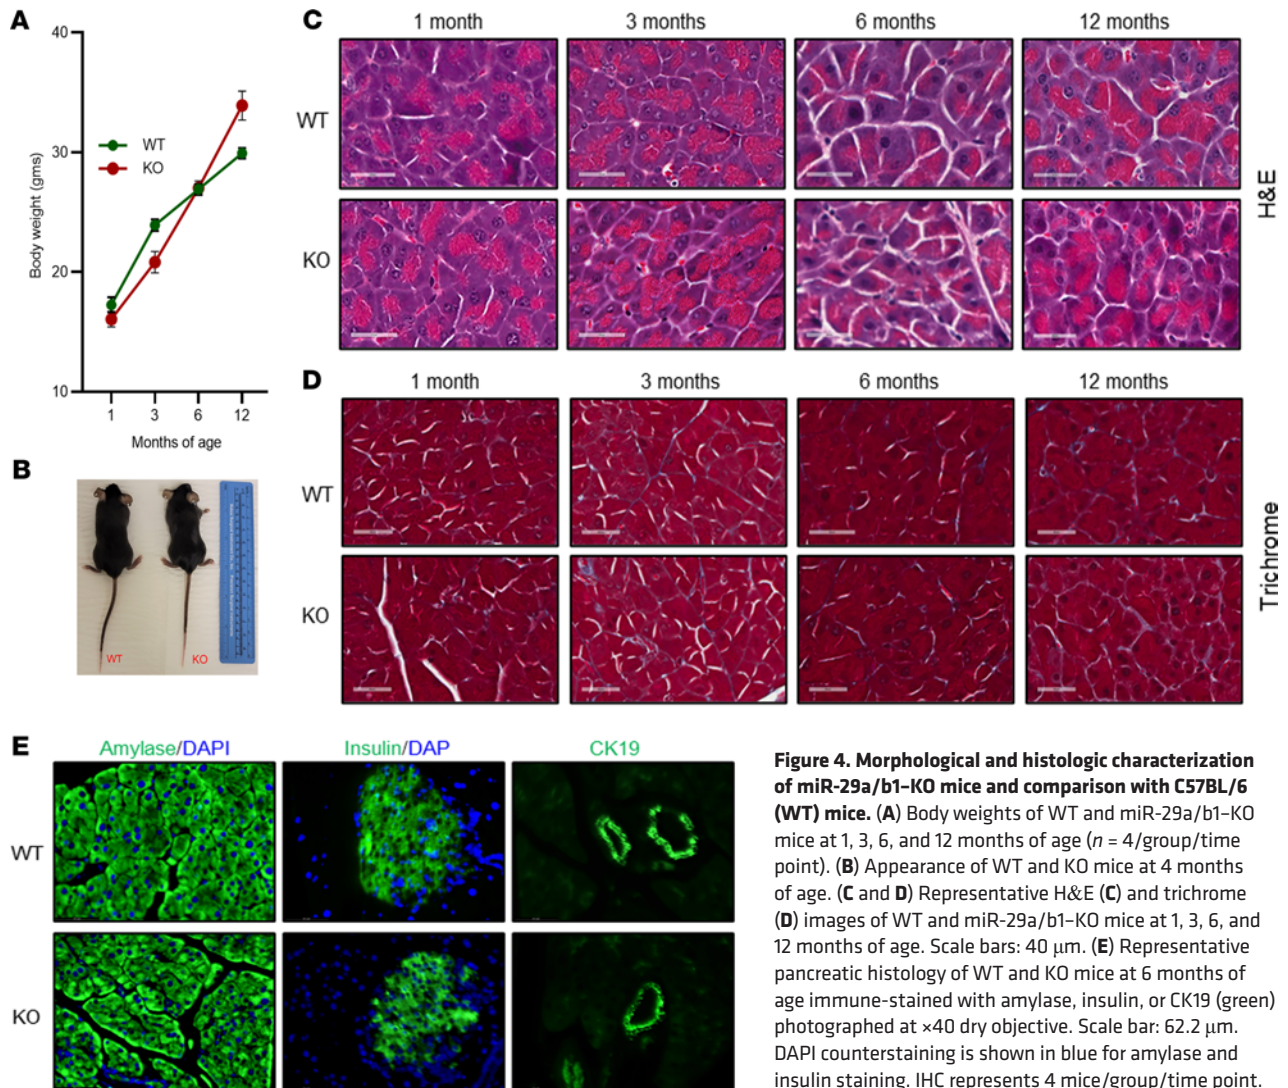 A
40
30
20
10
Body weight (gms)
WT
KO
1 3 6 12
Months of age
B
WT
KO
C
1 month 3 months 6 months 12 months
WT
KO
H&E
D
1 month 3 months 6 months 12 months
WT
KO
Trichrome
E
Amylase/DAPI Insulin/DAP CK19
WT
KO
Figure 4. Morphological and histologic characterization
of miR-29a/b1–KO mice and comparison with C57BL/6
(WT) mice. (A) Body weights of WT and miR-29a/b1–KO
mice at 1, 3, 6, and 12 months of age (n = 4/group/time
point). (B) Appearance of WT and KO mice at 4 months
of age. (C and D) Representative H&E (C) and trichrome
(D) images of WT and miR-29a/b1–KO mice at 1, 3, 6, and
12 months of age. Scale bars: 40 μm. (E) Representative
pancreatic histology of WT and KO mice at 6 months of
age immune-stained with amylase, insulin, or CK19 (green)
photographed at ×40 dry objective. Scale bar: 62.2 μm.
DAPI counterstaining is shown in blue for amylase and
insulin staining. IHC represents 4 mice/group/time point.